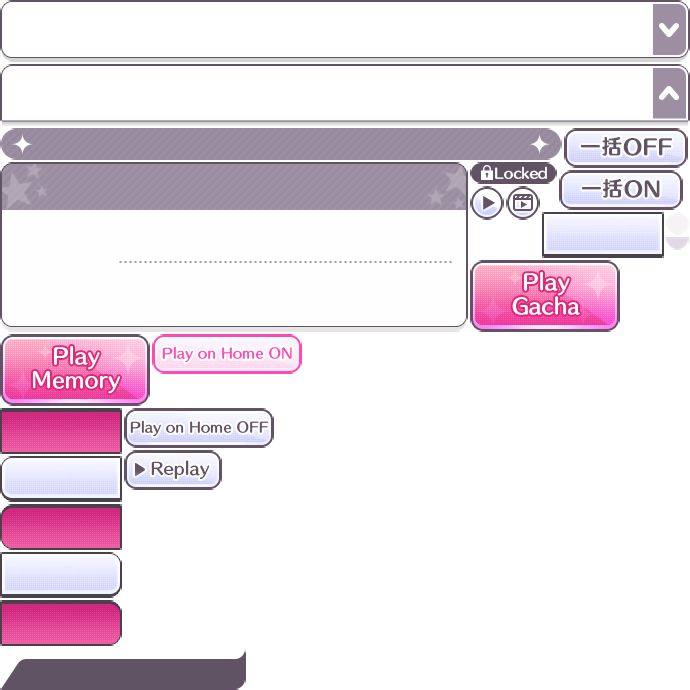 一括OFF
Locked
一括ON
Play
Gacha
Play
Memory
Play on Home ON
Play on Home OFF
Replay